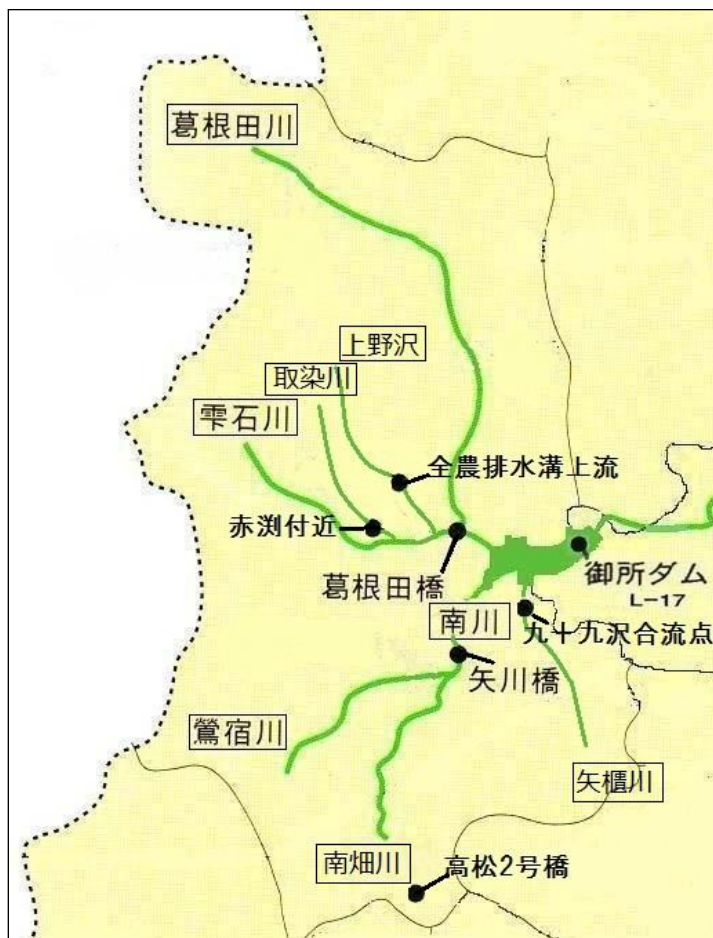 葛根田川
上野沢
取染川
雫石川
全農排水溝上流
赤渕付近
葛根田橋
御所ダム
L-17
南川
九十九沢合流点
矢川橋
鶯宿川
矢櫃川
南畑川
高松2号橋